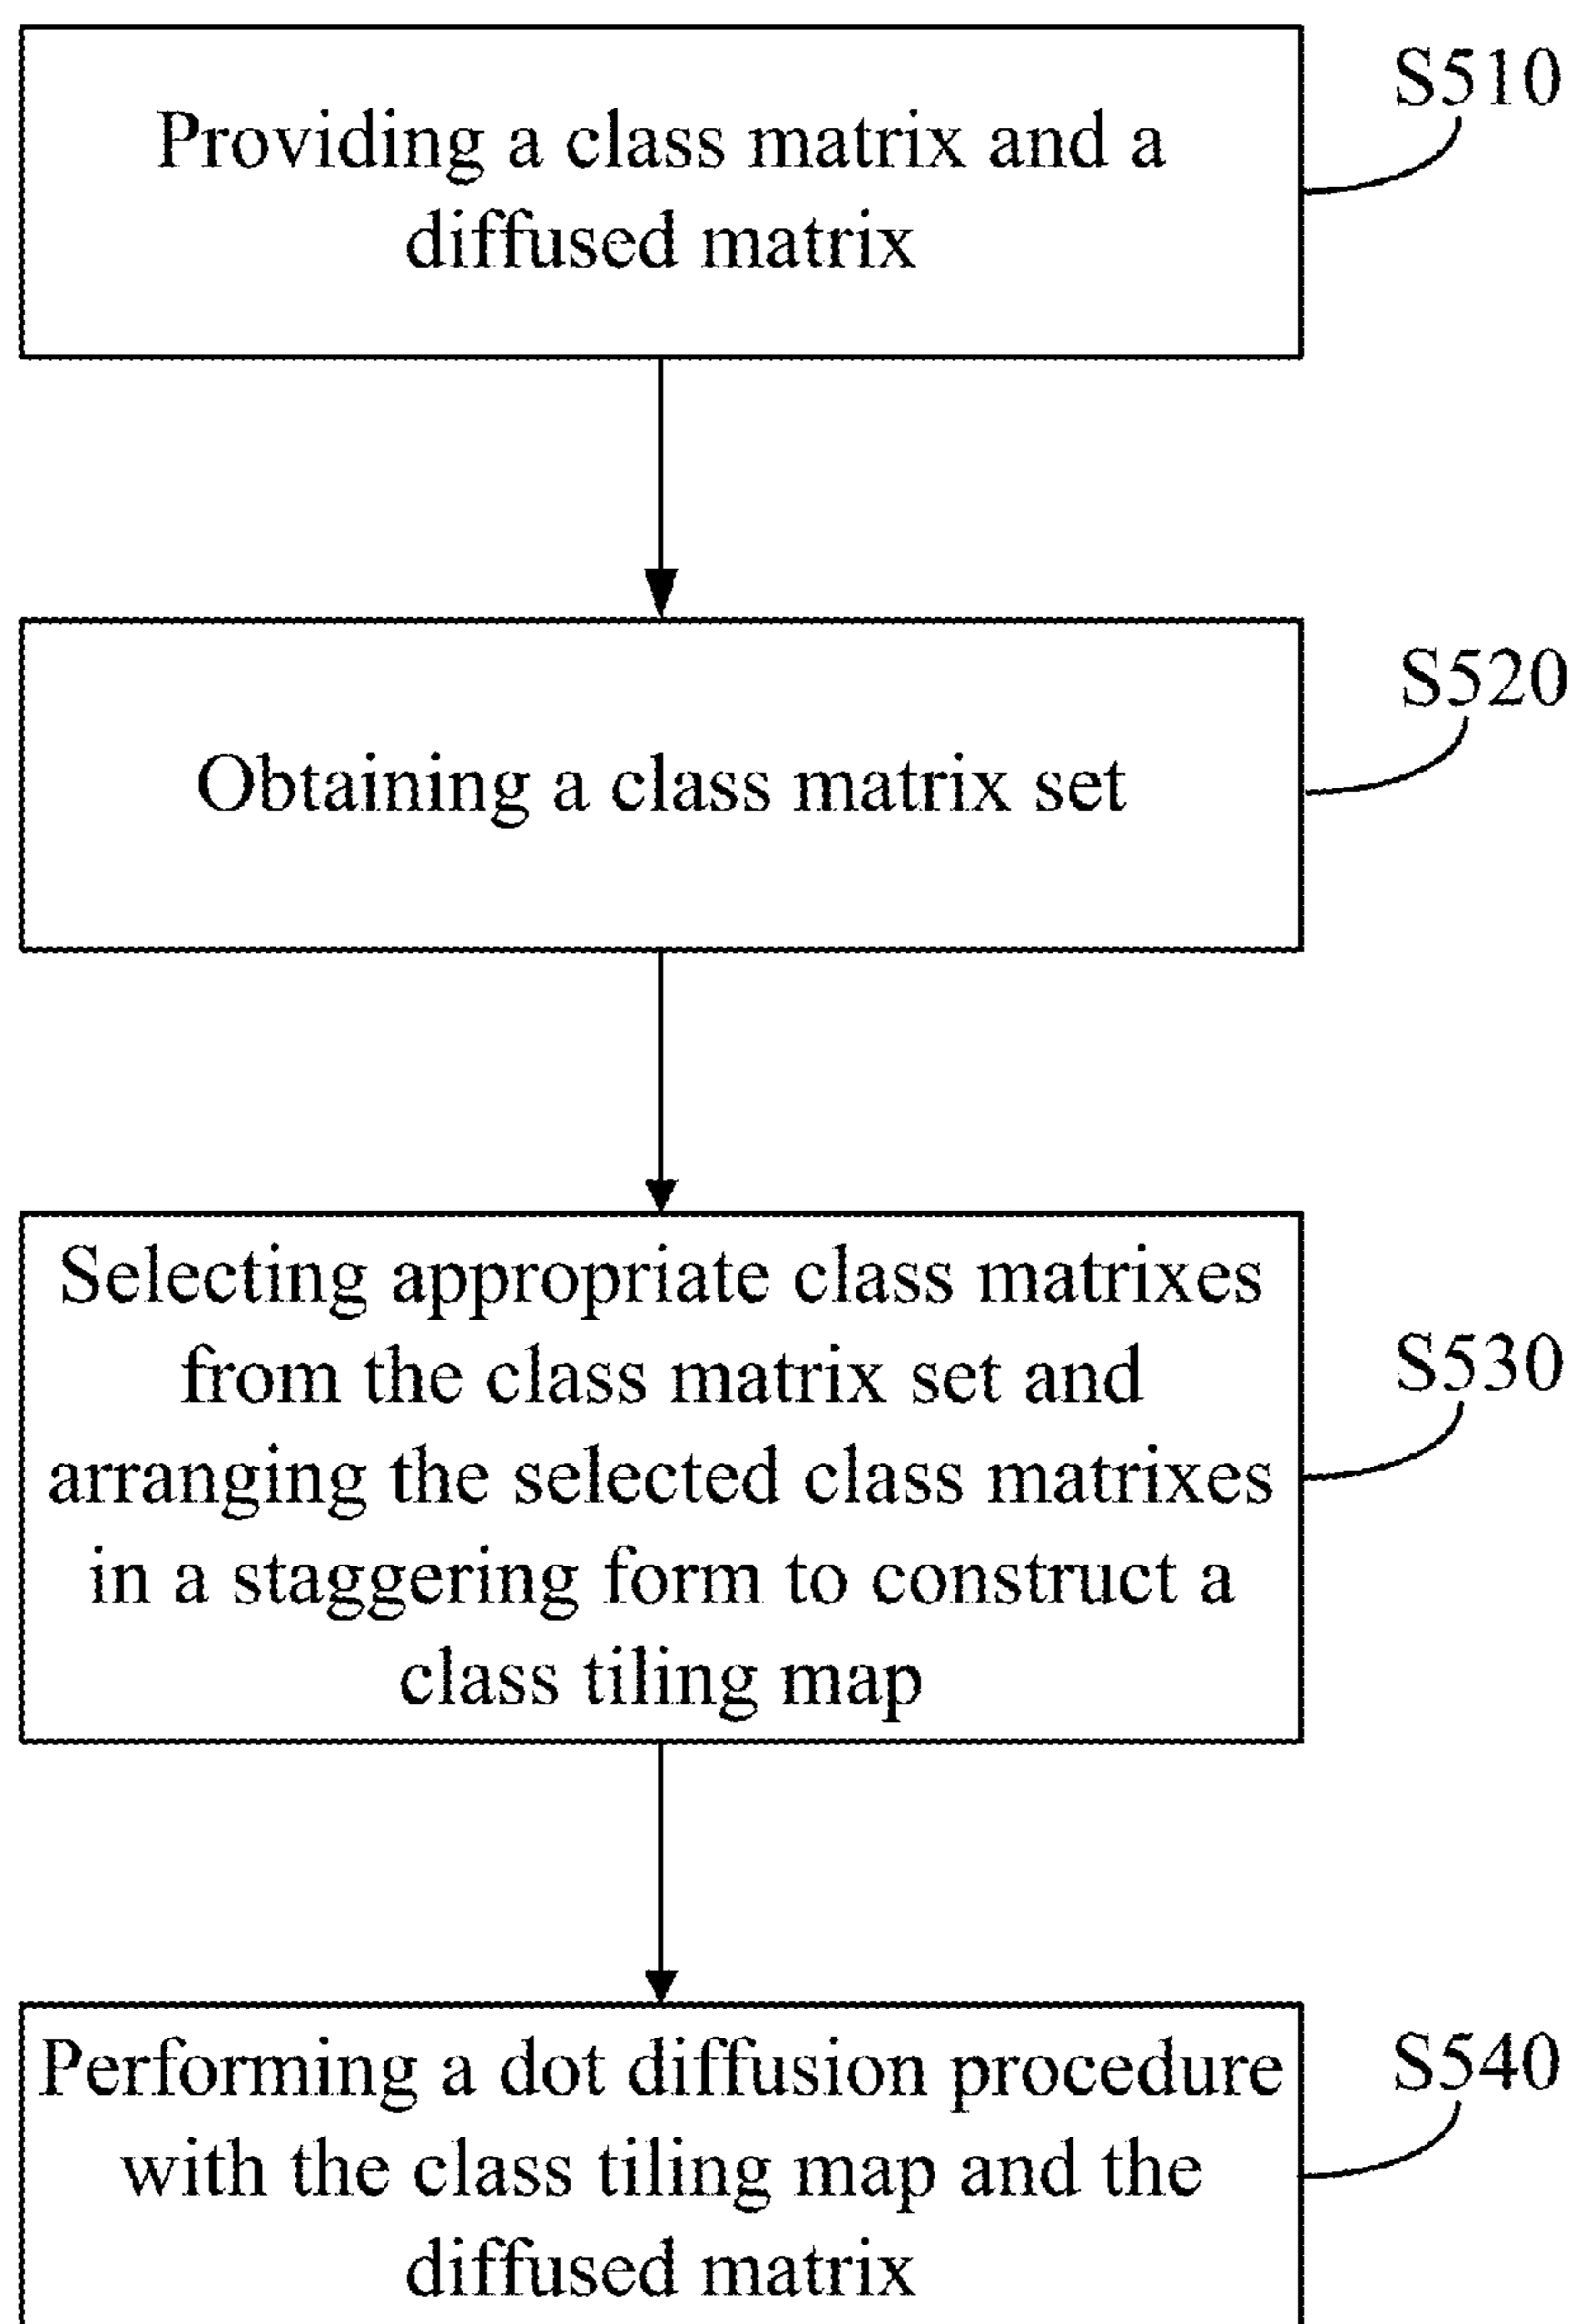 Providing a class matrix and a
diffused matrix
S510
Obtaining a class matrix set
S520
Selecting appropriate class matrixes
from the class matrix set and
arranging the selected class matrixes
in a staggering form to construct a
class tiling map
S530
Performing a dot diffusion procedure
with the class tiling map and the
diffused matrix
S540